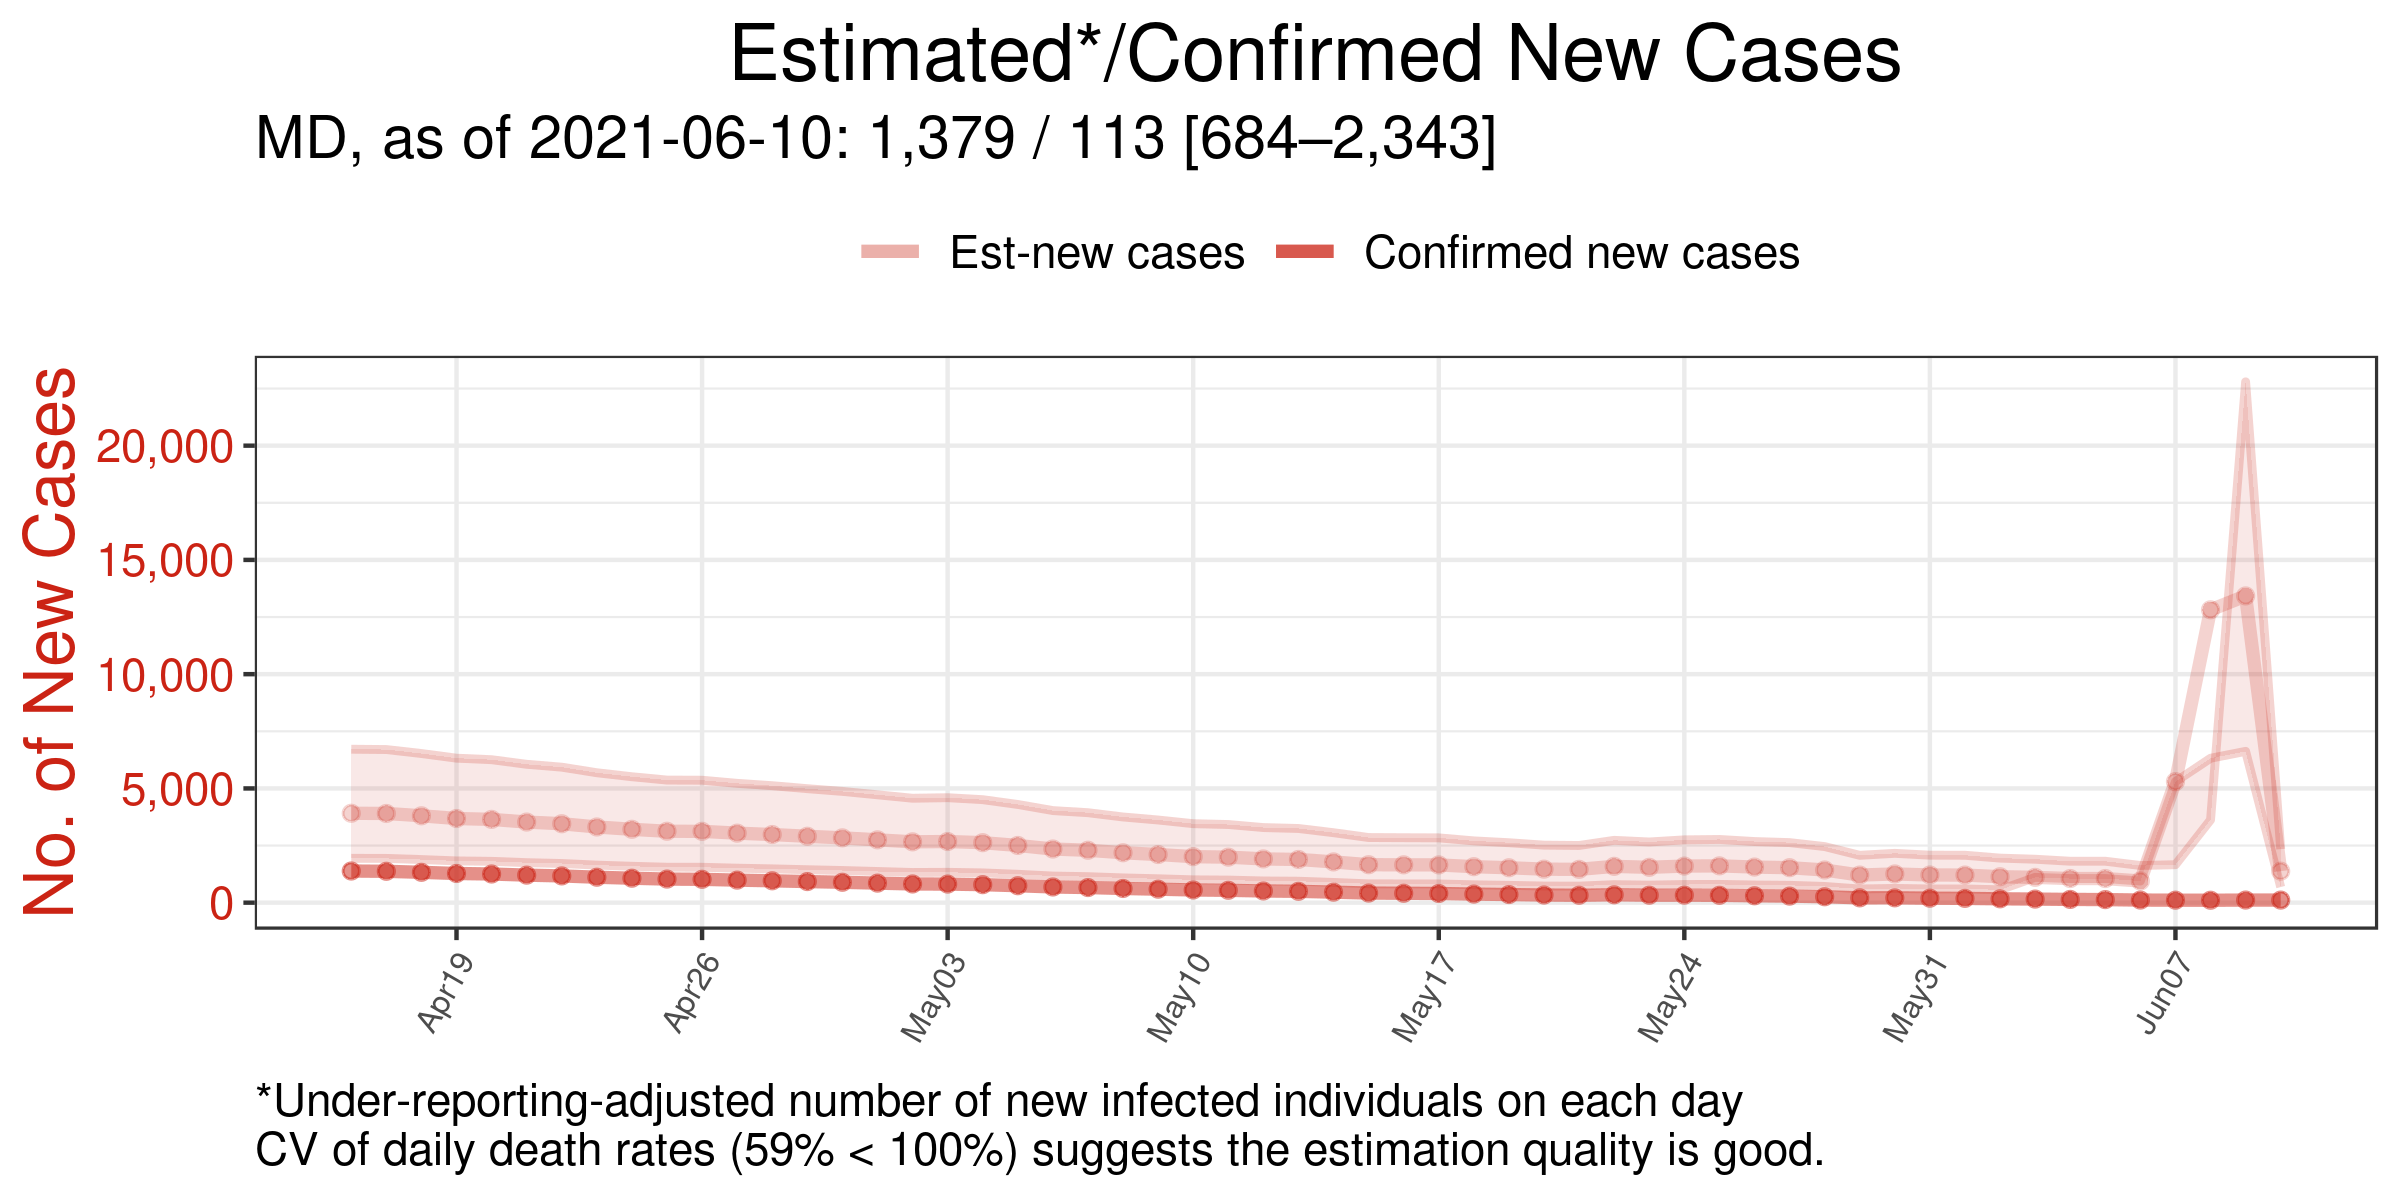 Estimated*/Confirmed New Cases
MD, as of 2021-06-10: 1,379 / 113 [684–2,343]
Est-new cases
Confirmed new cases
No. of New Cases
20,000
15,000
10,000
5,000
0
Apr19
Apr26
May03
May10
May17
May24
May31
Jun07
*Under-reporting-adjusted number of new infected individuals on each day
CV of daily death rates (59% < 100%) suggests the estimation quality is good.